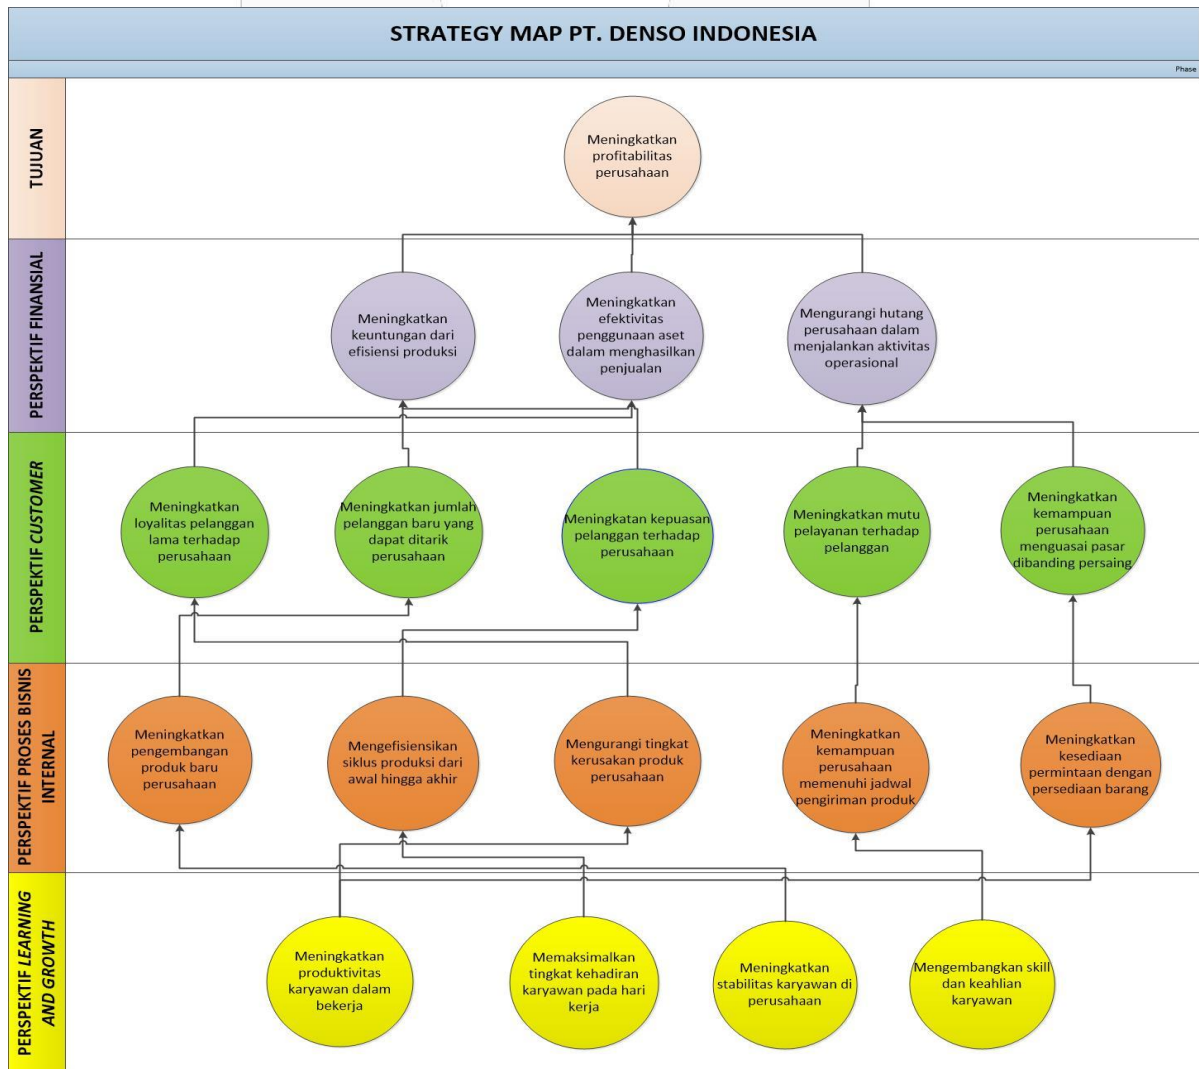 STRATEGY MAP PT. DENSO INDONESIA
Phase
TUJUAN
Meningkatkan
profitabilitas
perusahaan
PERSPEKTIF FINANSIAL
Meningkatkan
keuntungan dari
efisiensi produksi
Meningkatkan
efektivitas
penggunaan aset
dalam menghasilkan
penjualan
Mengurangi hutang
perusahaan dalam
menjalankan aktivitas
operasional
PERSPEKTIF CUSTOMER
Meningkatkan
loyalitas pelanggan
lama terhadap
perusahaan
Meningkatkan jumlah
pelanggan baru yang
dapat ditarik
perusahaan
Meningkatan kepuasan
pelanggan terhadap
perusahaan
Meningkatkan mutu
pelayanan terhadap
pelanggan
Meningkatkan
kemampuan
perusahaan
menguasai pasar
dibanding persaing
PERSPEKTIF PROSES BISNIS
INTERNAL
Meningkatkan
pengembangan
produk baru
perusahaan
Mengefisiensikan
siklus produksi dari
awal hingga akhir
Mengurangi tingkat
kerusakan produk
perusahaan
Meningkatkan
kemampuan
perusahaan
memenuhi jadwal
pengiriman produk
Meningkatkan
kesediaan
permintaan dengan
persediaan barang
PERSPEKTIF LEARNING
AND GROWTH
Meningkatkan
produktivitas
karyawan dalam
bekerja
Memaksimalkan
tingkat kehadiran
karyawan pada hari
kerja
Meningkatkan
stabilitas karyawan di
perusahaan
Mengembangkan skill
dan keahlian
karyawan